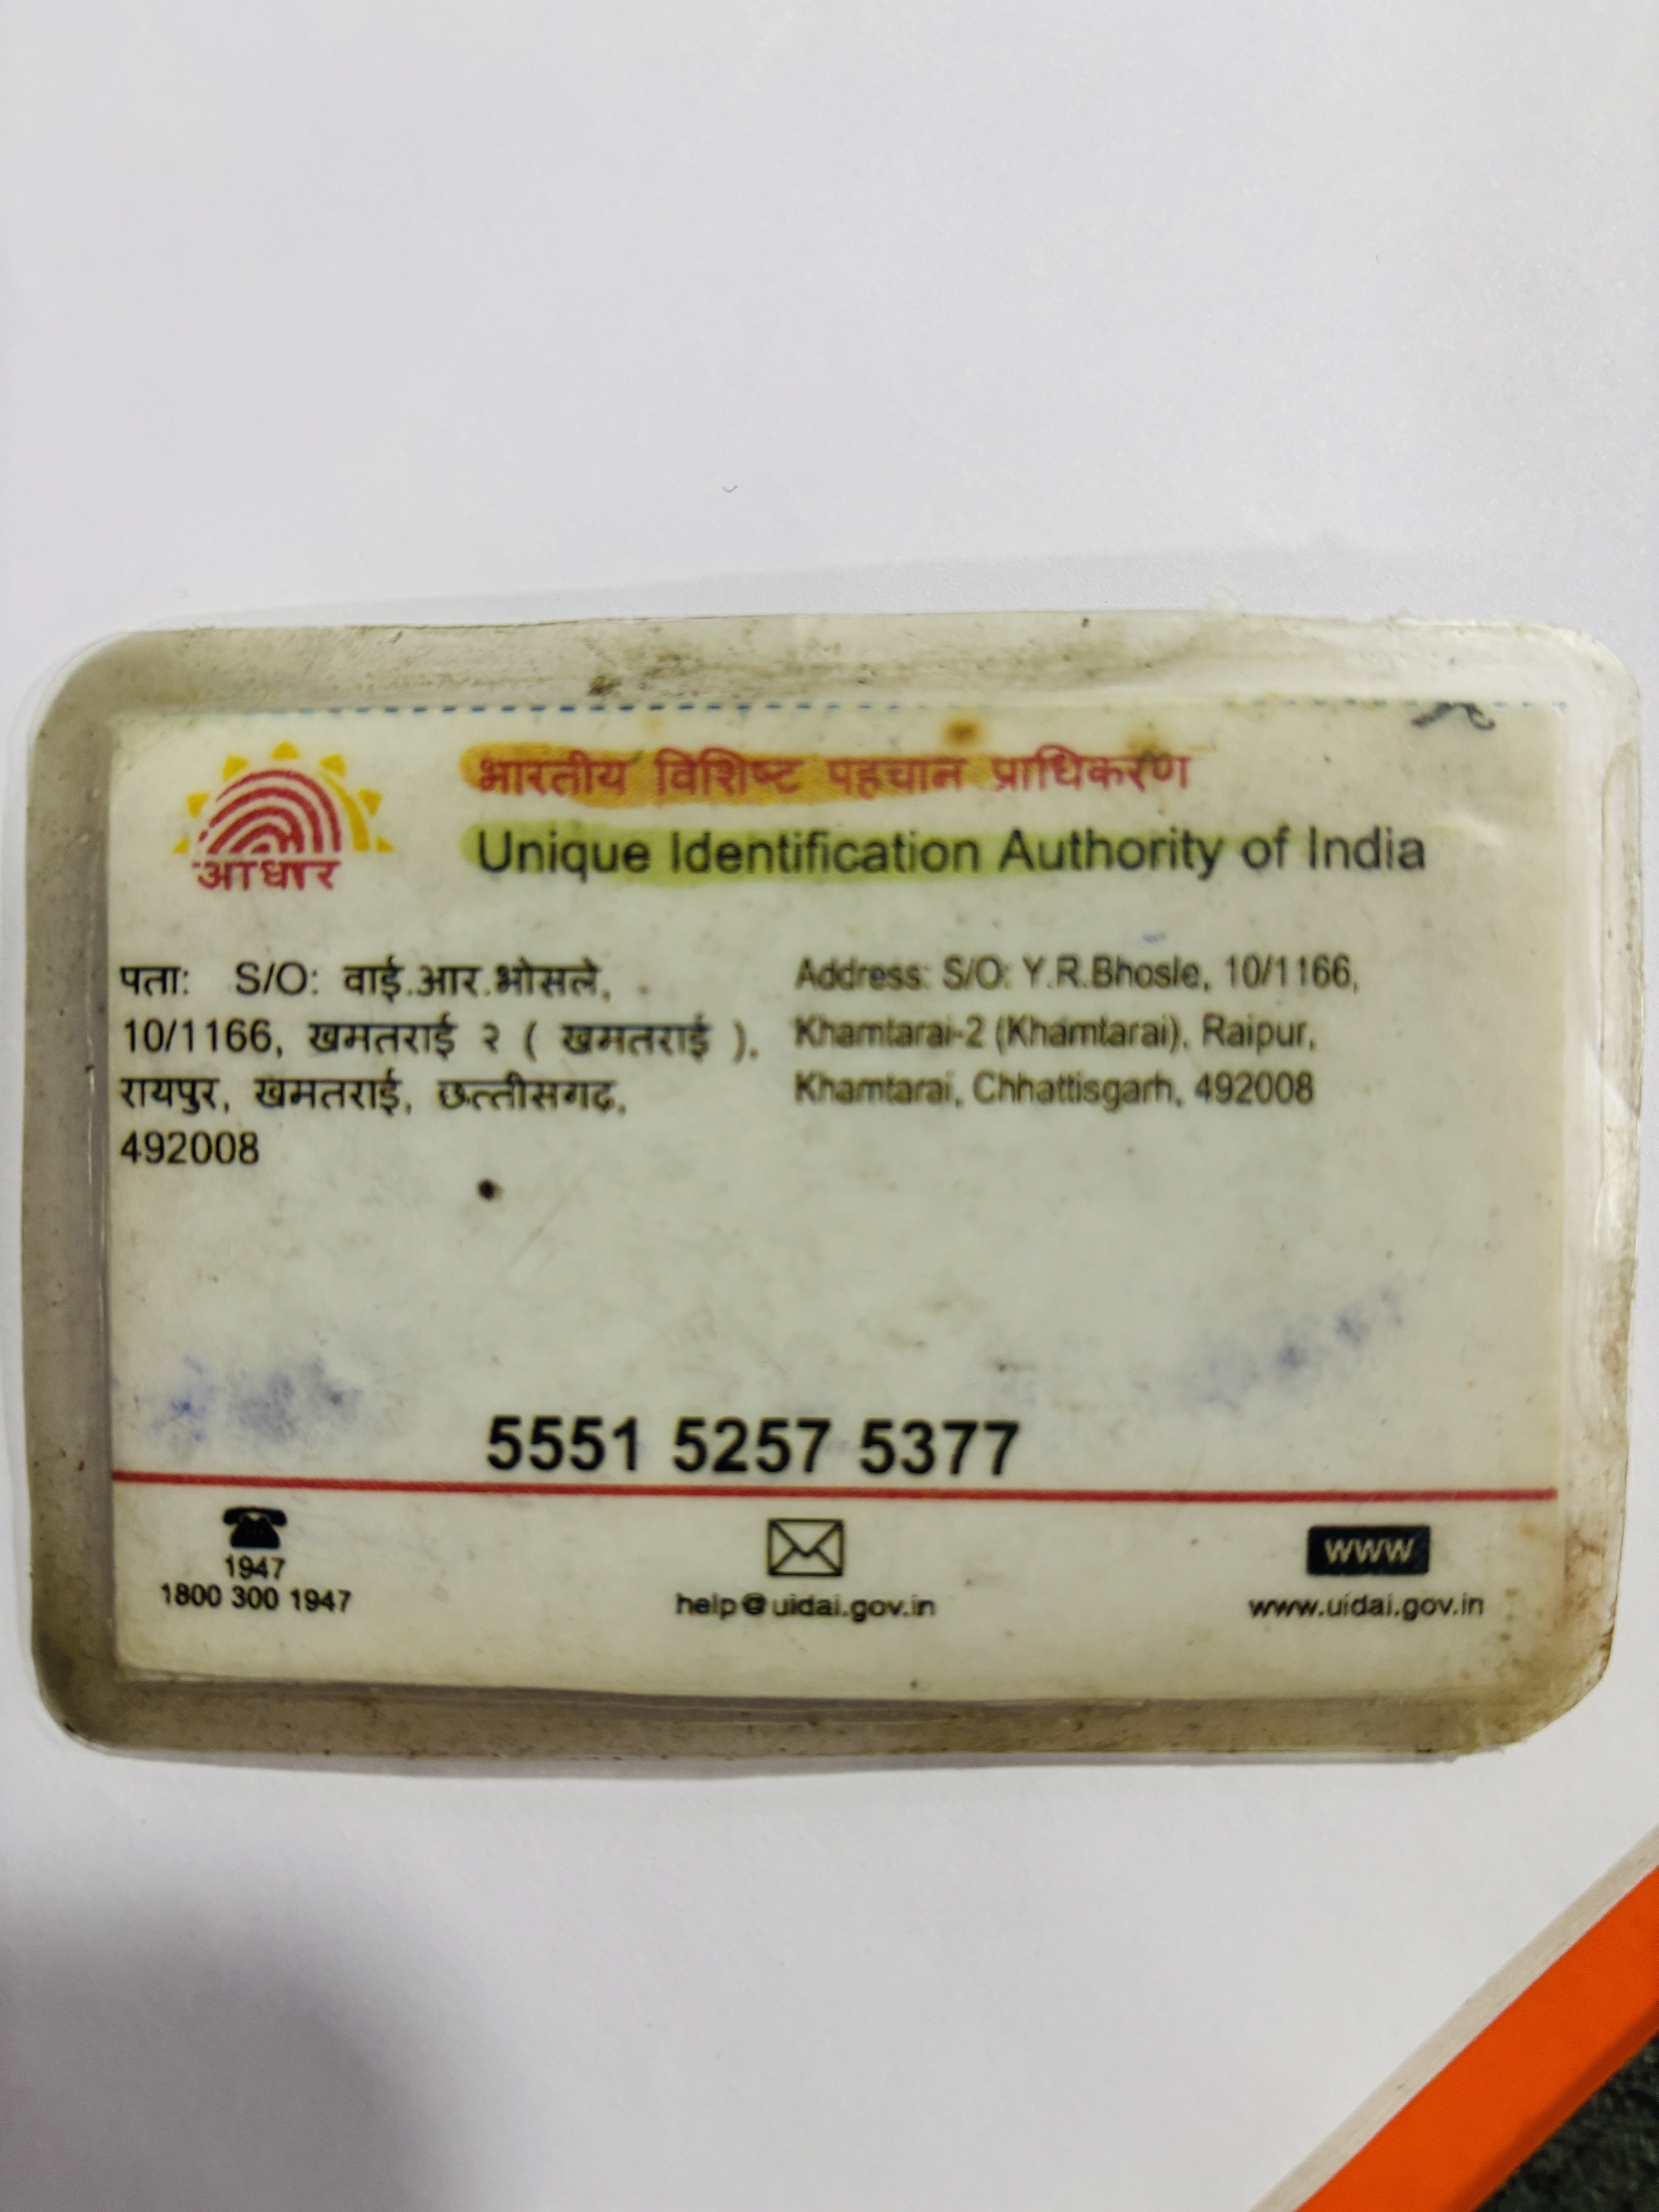 आधार
भारतीय विशिष्ट पहचान प्राधिकरण
Unique Identification Authority of India
पता: S/O: वाई.आर.भोसले,
10/1166, खमतराई २ ( खमतराई ),
रायपुर, खमतराई, छत्तीसगढ़,
492008
Address: S/O: Y.R.Bhosle, 10/1166,
Khamtarai-2 (Khamtarai), Raipur,
Khamtarai, Chhattisgarh, 492008
5551 5257 5377
1947
1800 300 1947
help@uidai.gov.in
WWW
www.uidai.gov.in